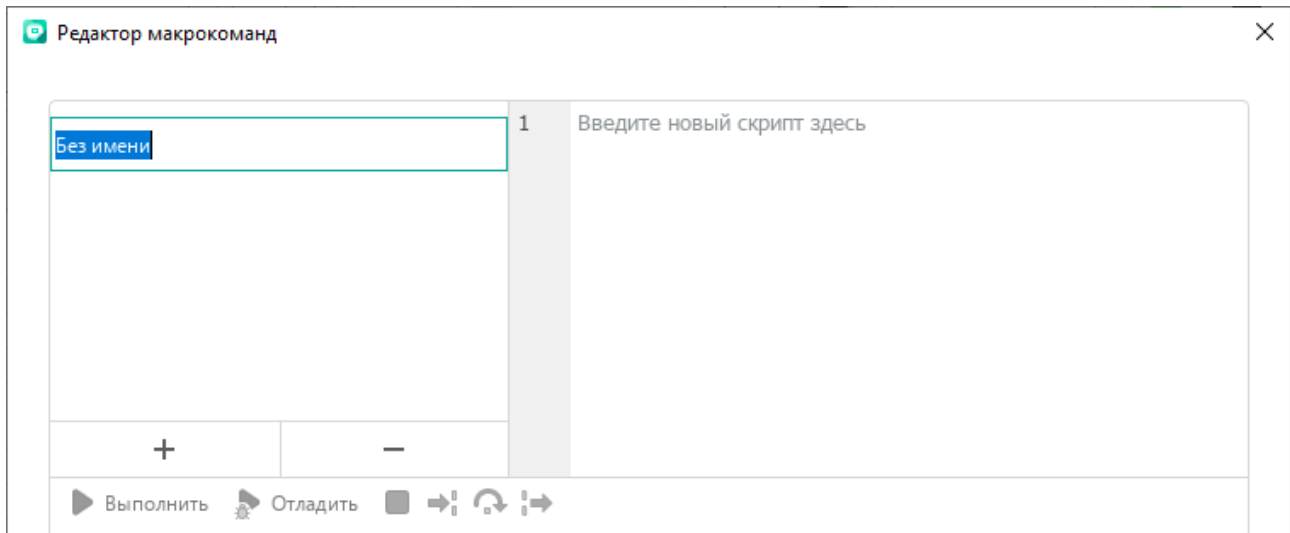 Редактор макрокоманд
Без имени
1 Введите новый скрипт здесь
+ −
Выполнить Отладить